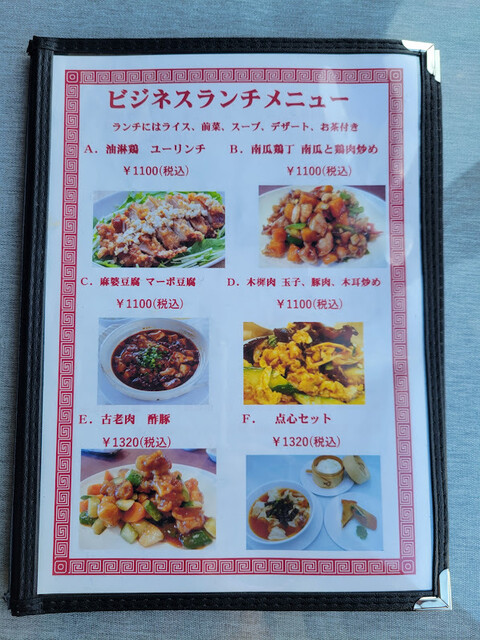 ビジネスランチメニュー
ランチにはライス、前菜、スープ、デザート、お茶付き
A. 油淋鶏 ユーリンチ
¥1100(税込)
B. 南瓜鶏丁 南瓜と鶏肉炒め
¥1100(税込)
C. 麻婆豆腐 マーボ豆腐
¥1100(税込)
D. 木樨肉 玉子、豚肉、木耳炒め
¥1100(税込)
E. 古老肉 酢豚
¥1320(税込)
F. 点心セット
¥1320(税込)